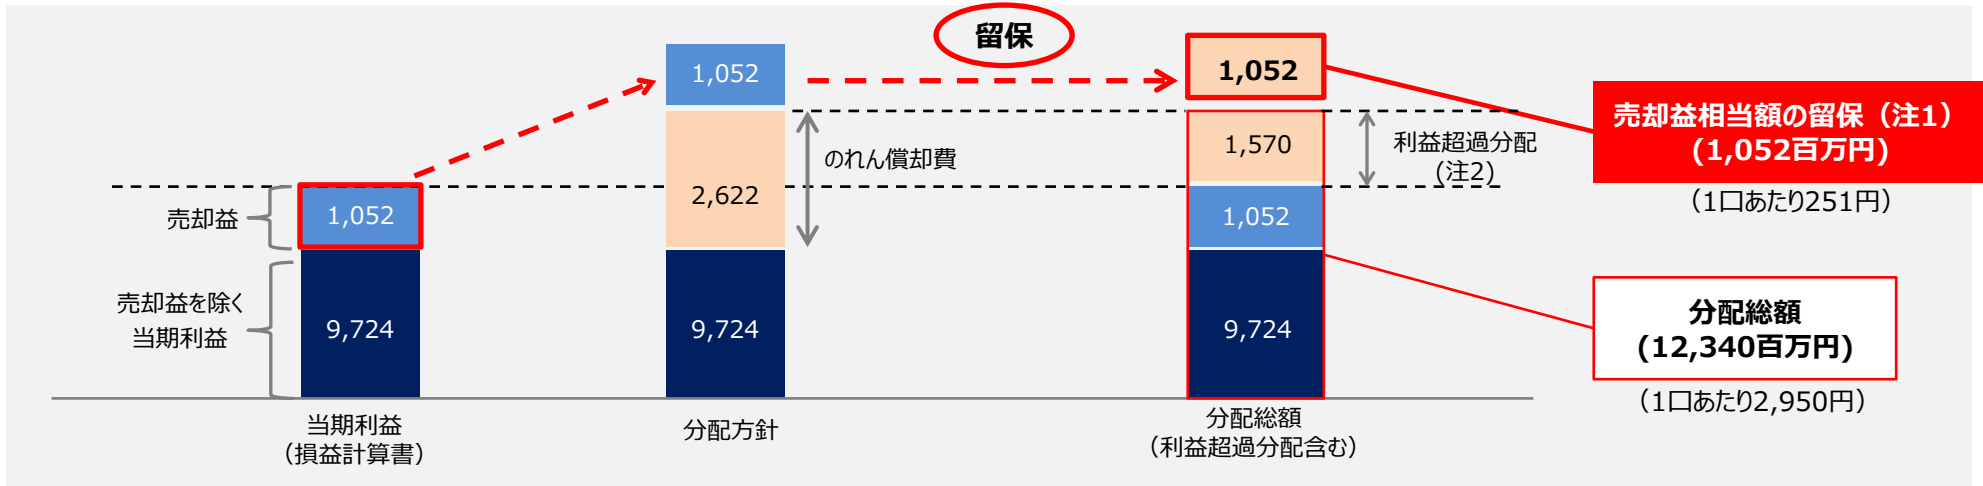 留保
1,052
1,052
売却益相当額の留保（注1）
(1,052百万円)
（1口あたり251円）
のれん償却費
1,570
利益超過分配
(注2)
売却益
1,052
2,622
1,052
売却益を除く
当期利益
9,724
9,724
9,724
分配総額
(12,340百万円)
（1口あたり2,950円）
当期利益
（損益計算書）
分配方針
分配総額
（利益超過分配含む）